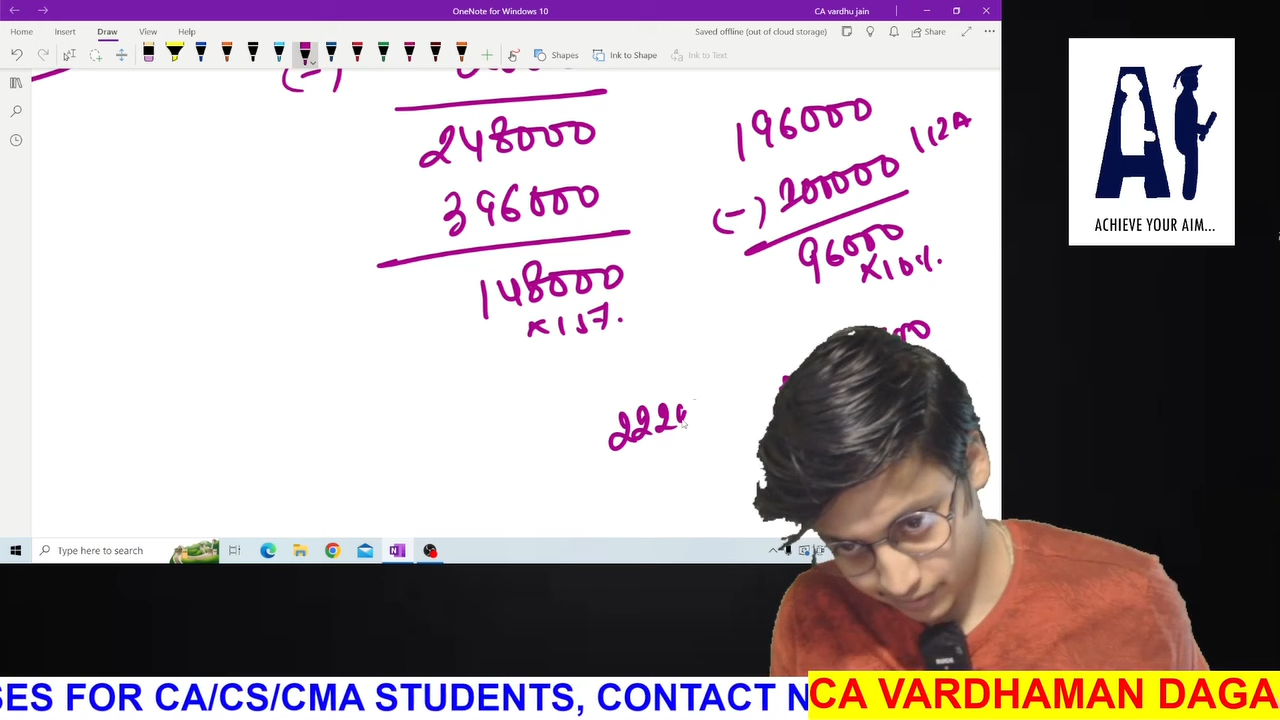 OneNote for Windows 10
CA vardhu jain
Home
Insert
Draw
View
Help
Saved offline (out of cloud storage)
Share
Shapes
Ink to Shape
Ink to Text
(-)
248000
396000
148000
×15%.
196000
(-) 100000
112A
96000
×10%.
222
ACHIEVE YOUR AIM...
Type here to search
SES FOR CA/CS/CMA STUDENTS, CONTACT N
CA VARDHAMAN DAGA